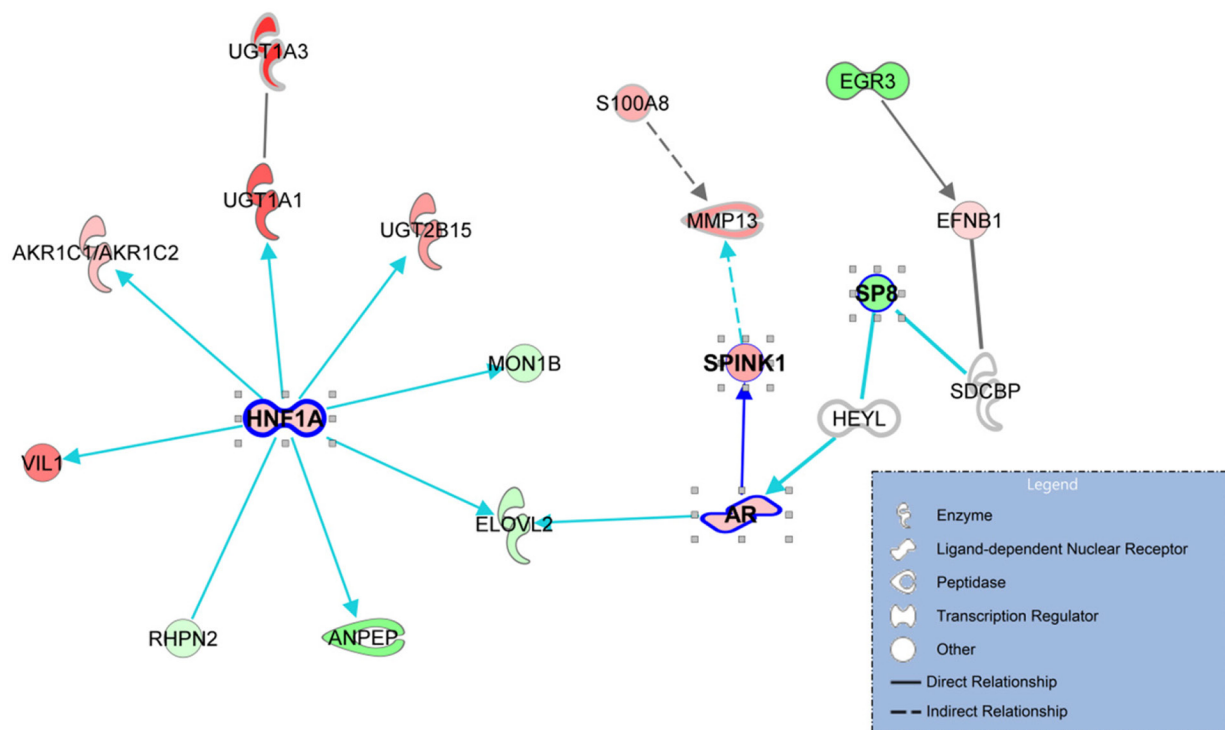 UGT1A3
S100A8
EGR3
UGT1A1
UGT2B15
MMP13
EFNB1
AKR1C1/AKR1C2
SP8
MON1B
SPINK1
SDCBP
HNF1A
HEYL
VIL1
ELOVL2
AR
RHPN2
ANPEP
Legend
Enzyme
Ligand-dependent Nuclear Receptor
Peptidase
Transcription Regulator
Other
Direct Relationship
Indirect Relationship